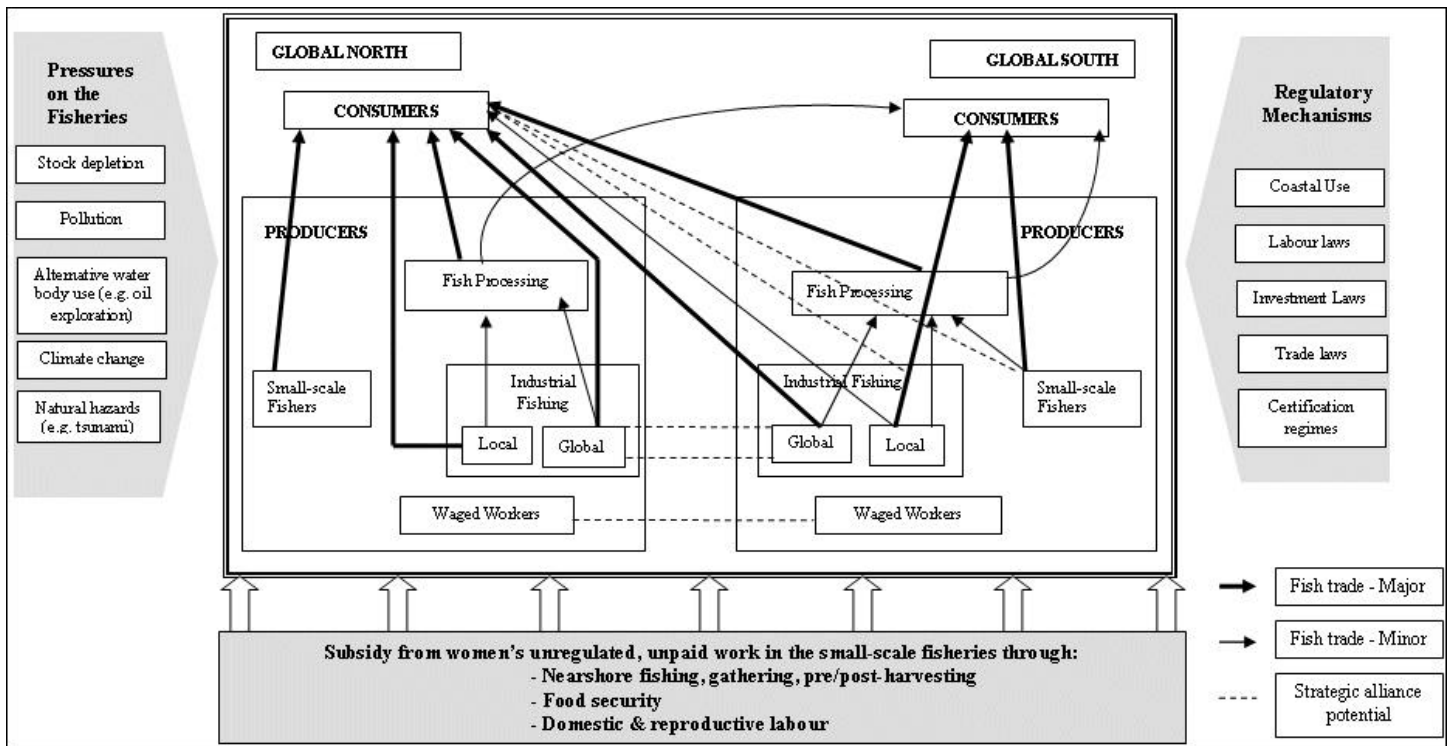 Pressures
on the
Fisheries
Stock depletion
Pollution
Alternative water
body use (e.g. oil
exploration)
Climate change
Natural hazards
(e.g. tsunami)
GLOBAL NORTH
CONSUMERS
PRODUCERS
Fish Processing
Small-scale
Fishers
Industrial
Fishing
Local
Global
Waged Workers
GLOBAL SOUTH
CONSUMERS
PRODUCERS
Fish Processing
Industrial Fishing
Global
Local
Small-scale
Fishers
Waged Workers
Regulatory
Mechanisms
Coastal Use
Labour laws
Investment Laws
Trade laws
Certification
regimes
Subsidy from women's unregulated, unpaid work in the small-scale fisheries through:
- Nearshore fishing, gathering, pre/post-harvesting
- Food security
- Domestic & reproductive labour
Fish trade - Major
Fish trade - Minor
Strategic alliance
potential